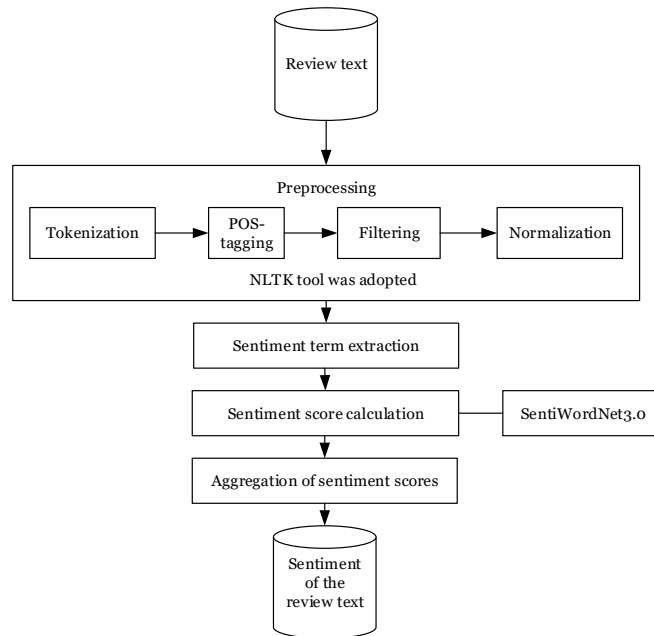 Review text
Preprocessing
Tokenization
POS-
tagging
Filtering
Normalization
NLTK tool was adopted
Sentiment term extraction
Sentiment score calculation
SentiWordNet3.0
Aggregation of sentiment scores
Sentiment
of the
review text